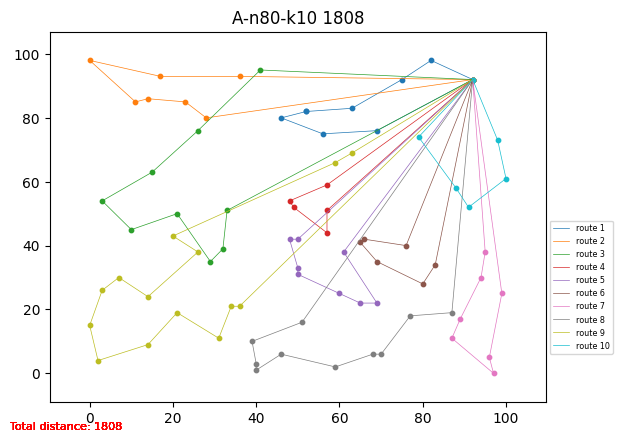 A-n80-k10 1808
100
80
60
40
20
0
0 20 40 60 80 100
route 1
route 2
route 3
route 4
route 5
route 6
route 7
route 8
route 9
route 10
Total distance: 1808